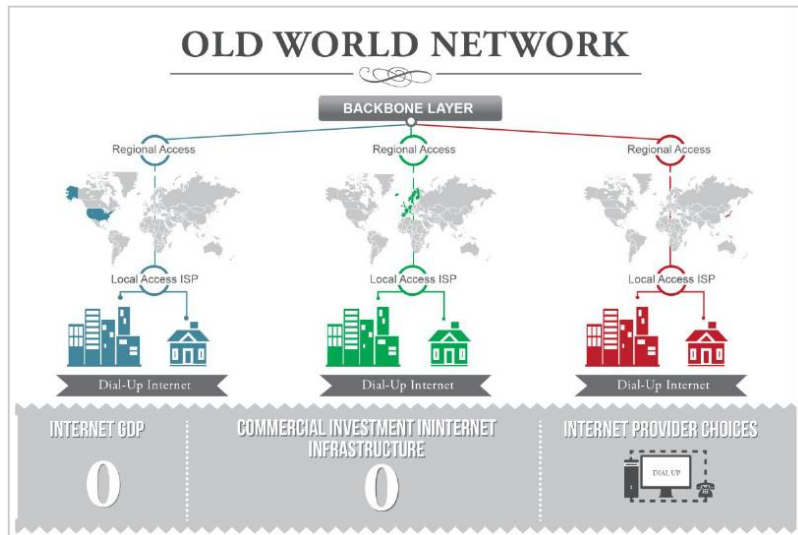 OLD WORLD NETWORK
BACKBONE LAYER
Regional Access
Regional Access
Regional Access
Local Access ISP
Local Access ISP
Local Access ISP
Dial-Up Internet
Dial-Up Internet
Dial-Up Internet
INTERNET GDP
0
COMMERCIAL INVESTMENT ININTERNET
INFRASTRUCTURE
0
INTERNET PROVIDER CHOICES
DIAL UP